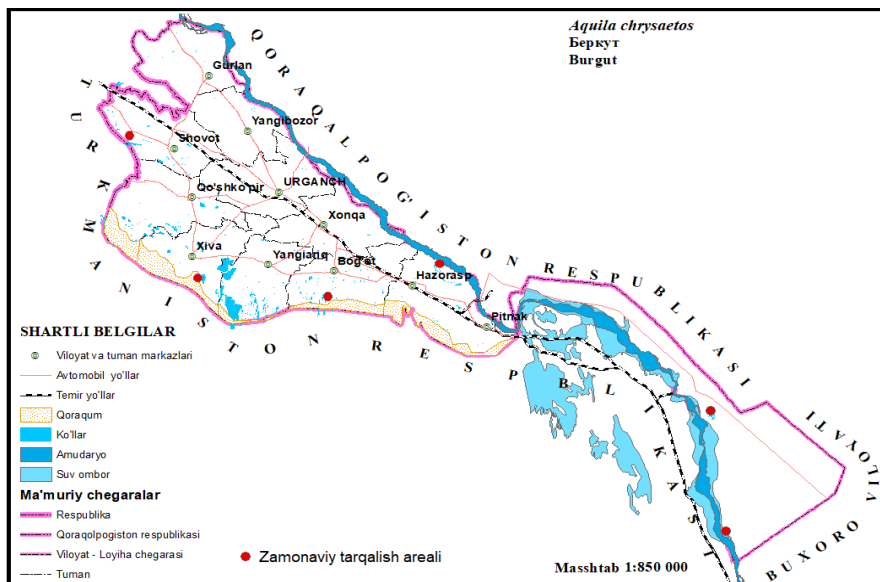 Aquila chrysaetos
Беркут
Burgut
QORAQALPOG'ISTON RESPUBLIKASI
TURKMANISTON RESPBLIKASI
BUXORO VILOYATI
Gurlan
Yangibozor
Shovot
Qo'shko'pir
URGANCH
Xonqa
Xiva
Yangiariq
Bog'ot
Hazorasp
Pitnak
SHARTLI BELGILAR
Viloyat va tuman markazlari
Avtomobil yo'llar
Temir yo'llar
Qoraqum
Ko'llar
Amudaryo
Suv ombor
Ma'muriy chegaralar
Respublika
Qoraqolpogiston respublikasi
Viloyat - Loyiha chegarasi
Tuman
Zamonaviy tarqalish areali
Masshtab 1:850 000